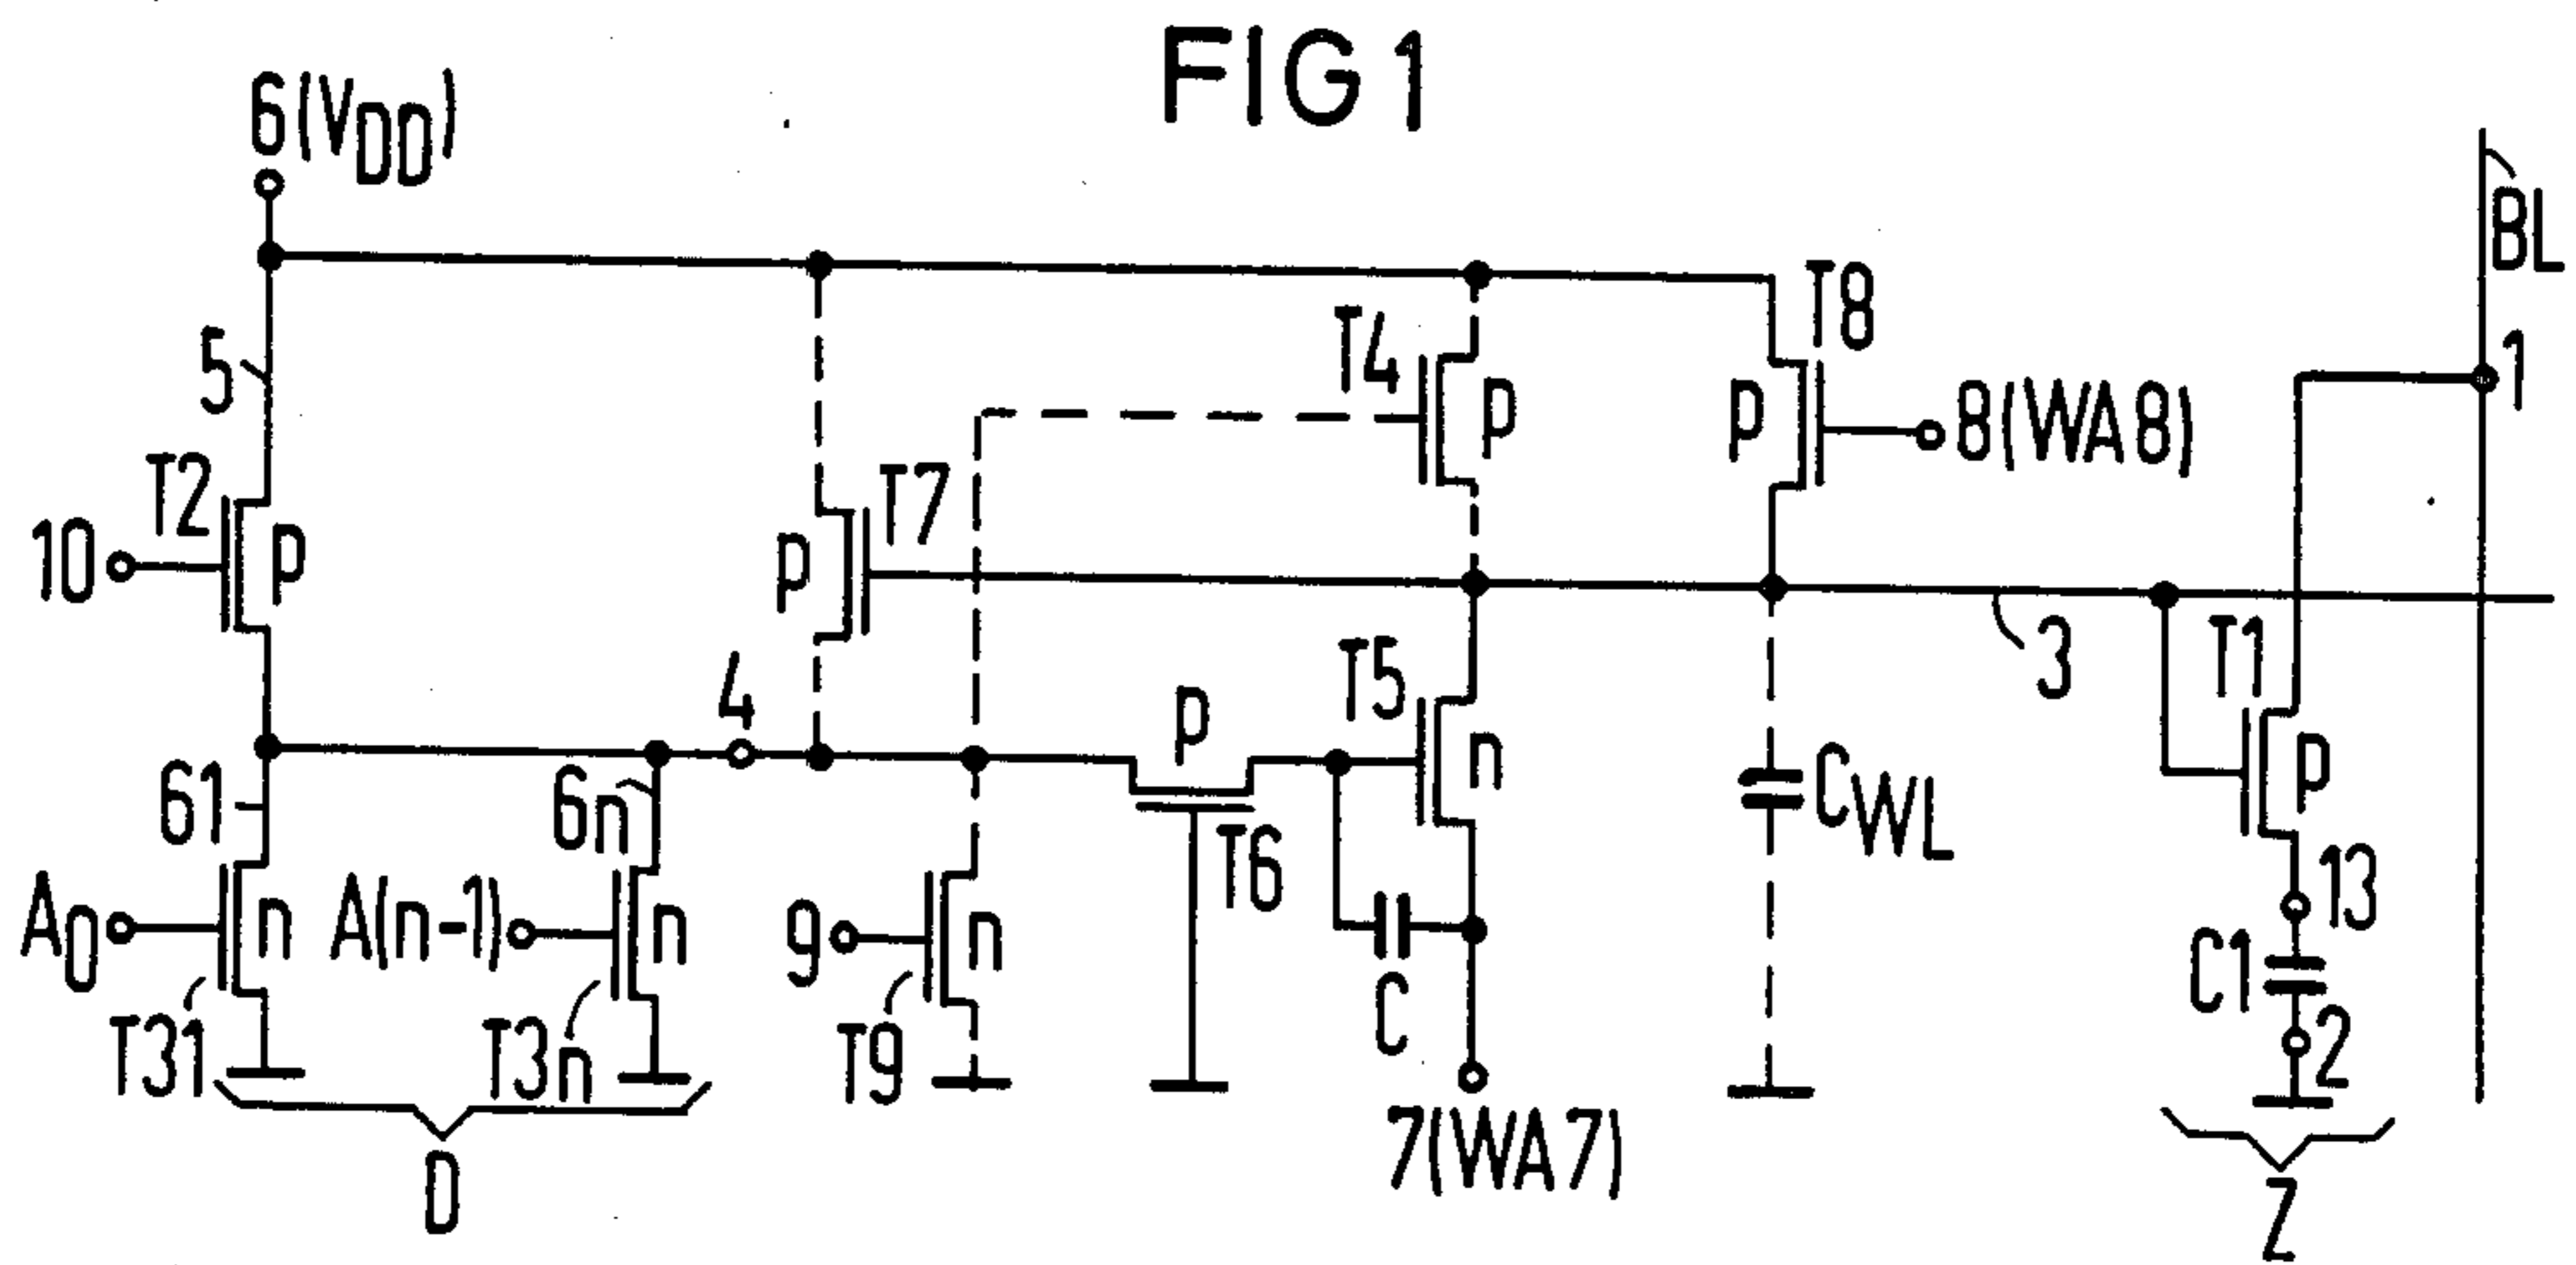 FIG 1
6(VDD)
BL
T8
T4
5
1
p
p
8(WA8)
T2
T7
10
p
p
3
T5
T1
4
p
n
p
61
6n
CWL
T6
13
A0
n
A(n-1)
n
9
n
C1
C
2
T31
T3n
T9
7(WA7)
D
Z